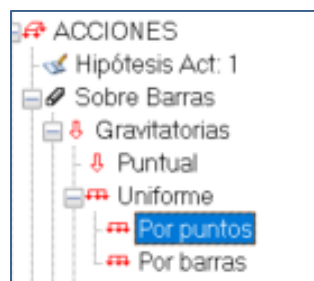 ACCIONES
Hipótesis Act: 1
Sobre Barras
Gravitatorias
Puntual
Uniforme
Por puntos
Por barras